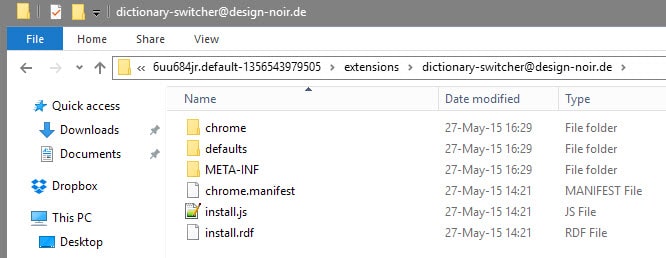 dictionary-switcher@design-noir.de
File Home Share View
« 6uu684jr.default-1356543979505 › extensions › dictionary-switcher@design-noir.de ›
Name Date modified Type
Quick access
Downloads
Documents
Dropbox
This PC
Desktop
chrome 27-May-15 16:29 File folder
defaults 27-May-15 16:29 File folder
META-INF 27-May-15 16:29 File folder
chrome.manifest 27-May-15 14:21 MANIFEST File
install.js 27-May-15 14:21 JS File
install.rdf 27-May-15 14:21 RDF File